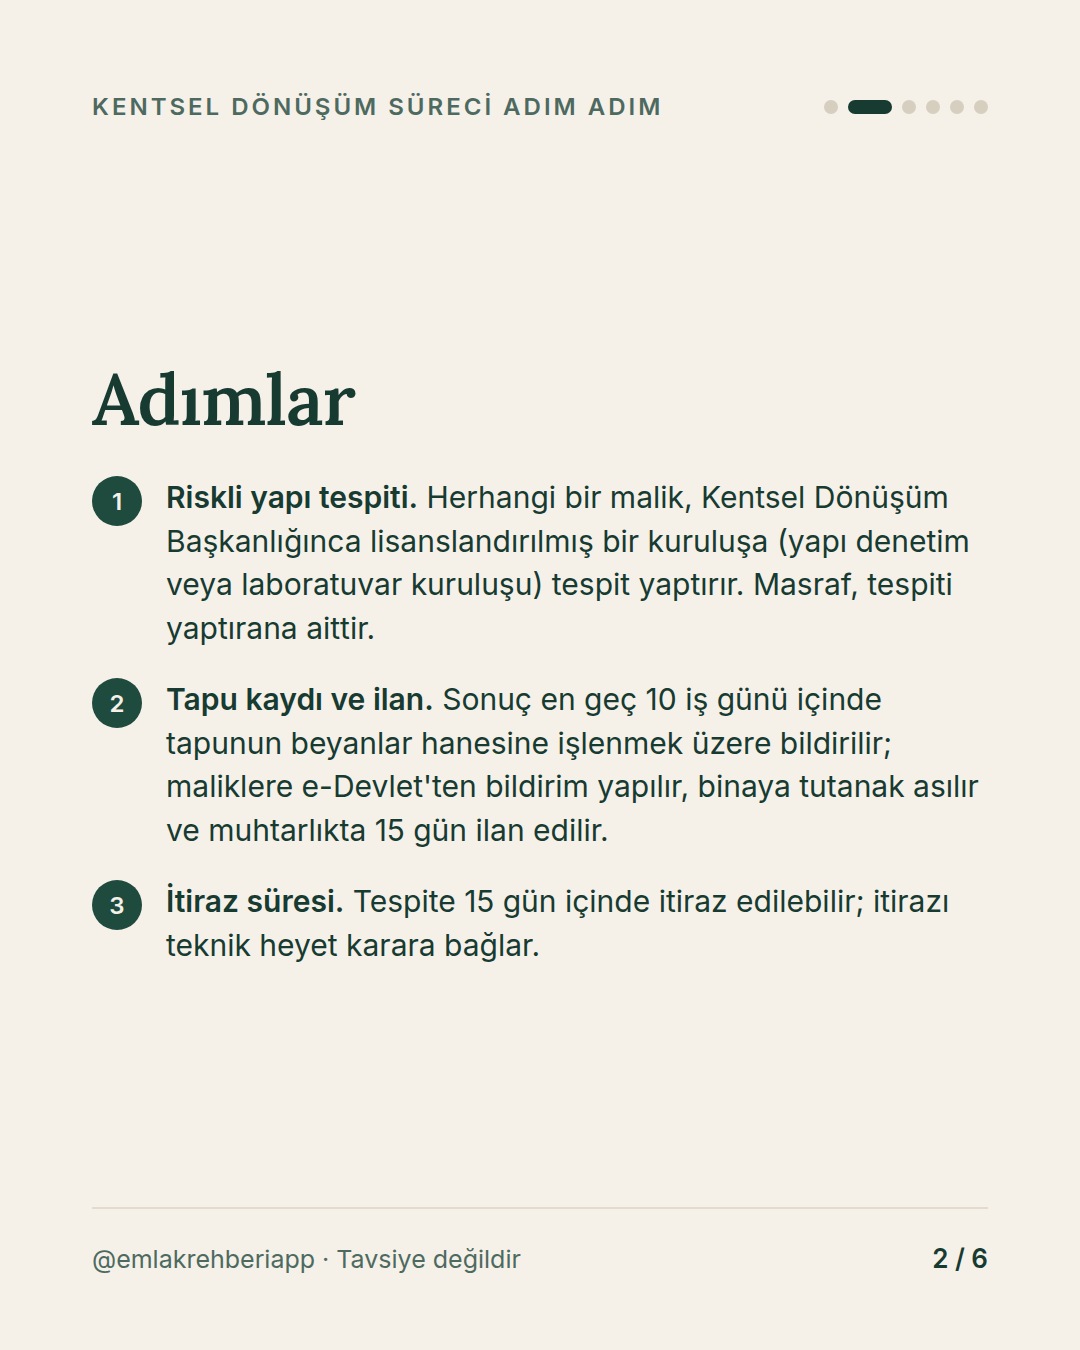 KENTSEL DÖNÜŞÜM SÜRECİ ADIM ADIM
Adımlar
1 Riskli yapı tespiti. Herhangi bir malik, Kentsel Dönüşüm
Başkanlığınca lisanslandırılmış bir kuruluşa (yapı denetim
veya laboratuvar kuruluşu) tespit yaptırır. Masraf, tespiti
yaptırana aittir.
2 Tapu kaydı ve ilan. Sonuç en geç 10 iş günü içinde
tapunun beyanlar hanesine işlenmek üzere bildirilir;
maliklere e-Devlet'ten bildirim yapılır, binaya tutanak asılır
ve muhtarlıkta 15 gün ilan edilir.
3 İtiraz süresi. Tespite 15 gün içinde itiraz edilebilir; itirazı
teknik heyet karara bağlar.
@emlakrehberiapp · Tavsiye değildir
2 / 6